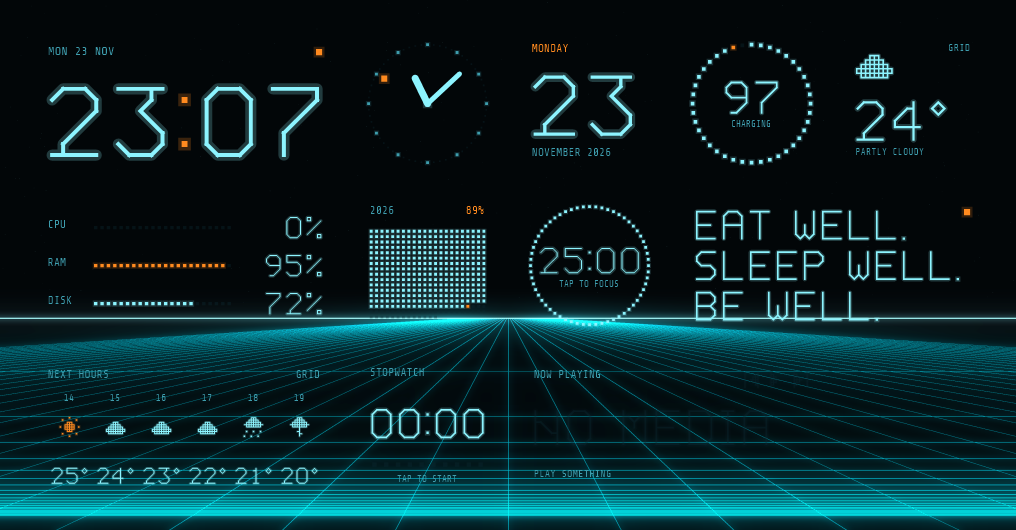 MON 23 NOV
23:07
MONDAY
23
NOVEMBER 2026
97
CHARGING
GRID
24°
PARTLY CLOUDY
CPU 0%
RAM 95%
DISK 72%
2026 89%
25:00
TAP TO FOCUS
EAT WELL.
SLEEP WELL.
BE WELL.
NEXT HOURS GRID
14 15 16 17 18 19
25° 24° 23° 22° 21° 20°
STOPWATCH
00:00
TAP TO START
NOW PLAYING
NO MEDIA
PLAY SOMETHING